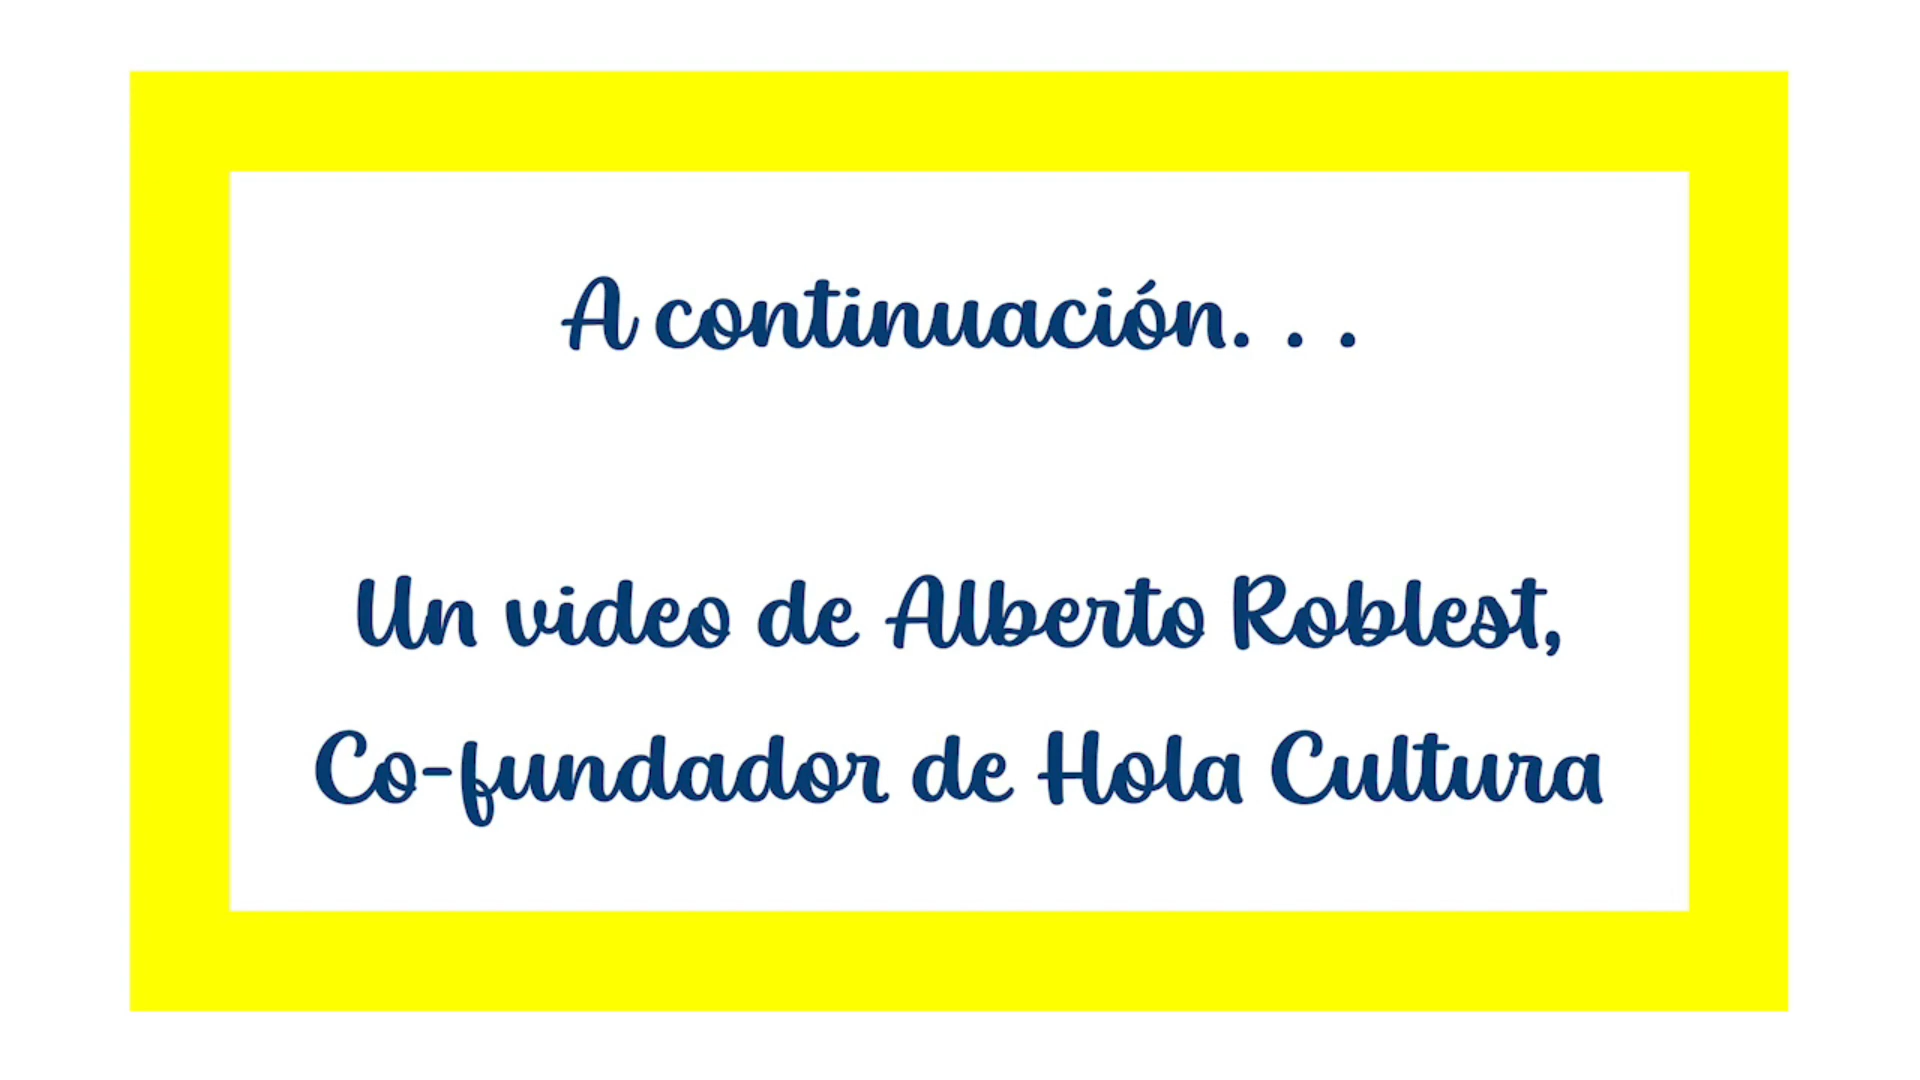 A continuación. . .
Un video de Alberto Roblest,
Co-fundador de Hola Cultura